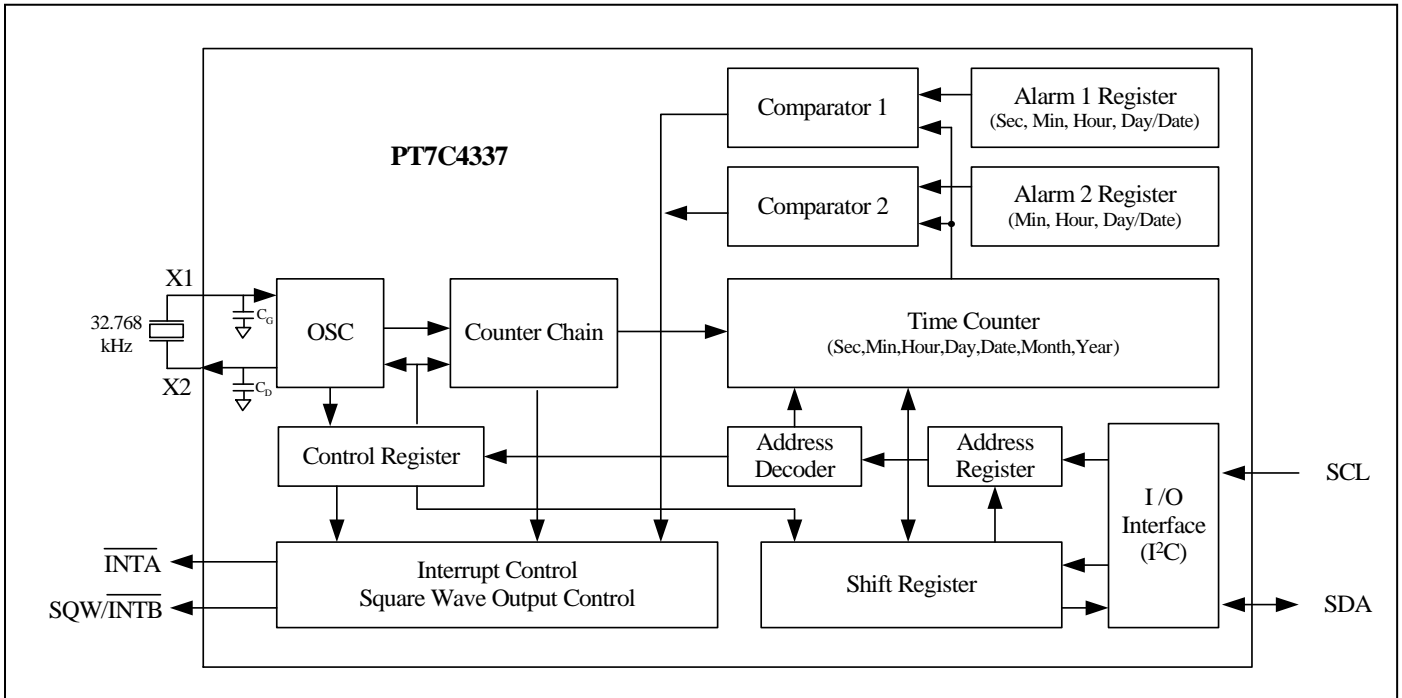 Comparator 1
Alarm 1 Register
(Sec, Min, Hour, Day/Date)
PT7C4337
Comparator 2
Alarm 2 Register
(Min, Hour, Day/Date)
X1
C_G
32.768
kHz
OSC
Counter Chain
Time Counter
(Sec,Min,Hour,Day,Date,Month,Year)
X2
C_D
Control Register
Address
Decoder
Address
Register
I /O
Interface
(I²C)
SCL
INTA
SQW/INTB
Interrupt Control
Square Wave Output Control
Shift Register
SDA